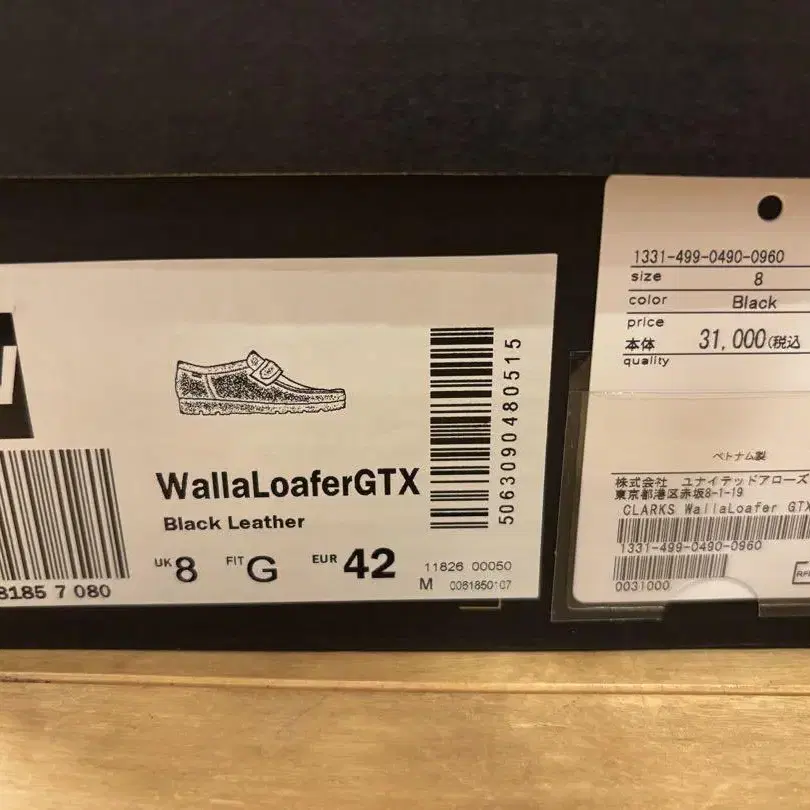 WallaLoaferGTX
Black Leather
UK 8 FIT G EUR 42
11826 00050
M 0061850107
5063090480515
8185 7 080
1331-499-0490-0960
size 8
color Black
price
本体 31,000(税込
quality
ベトナム製
株式会社 ユナイテッドアローズ
東京都港区赤坂8-1-19
CLARKS WallaLoafer GTX
1331-499-0490-0960
0031000